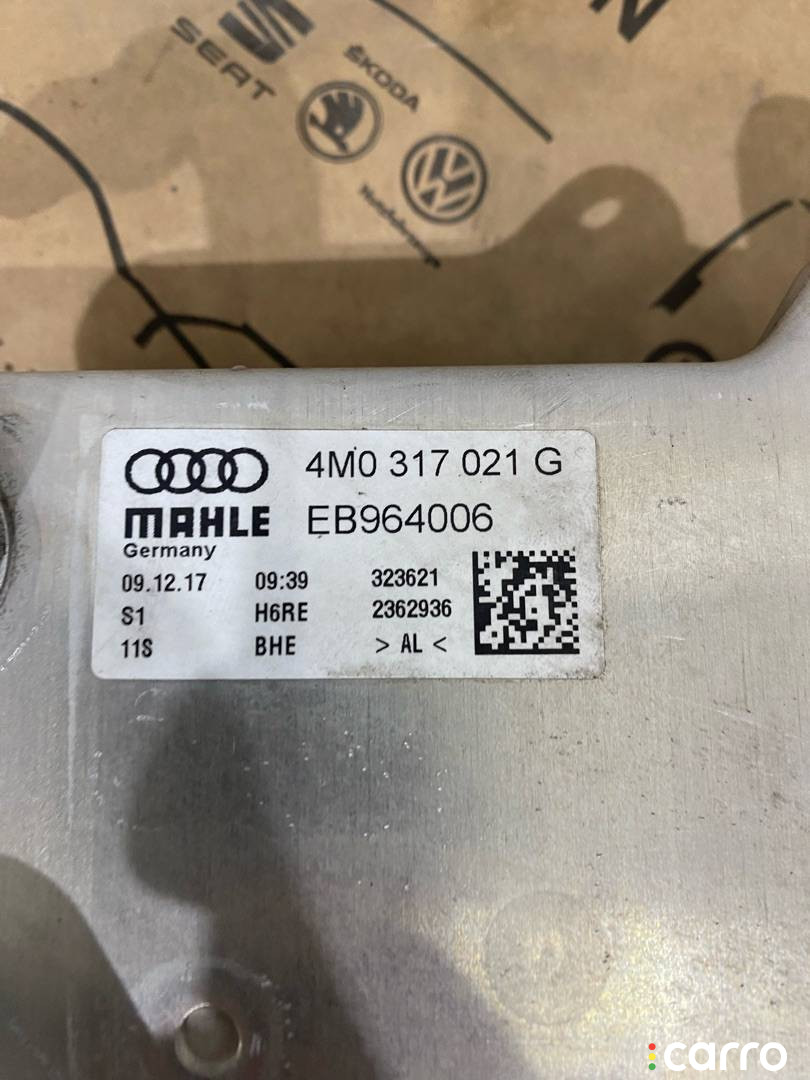 SEAT
ŠKODA
4M0 317 021 G
MAHLE EB964006
Germany
09.12.17 09:39 323621
S1 H6RE 2362936
11S BHE > AL <
carro